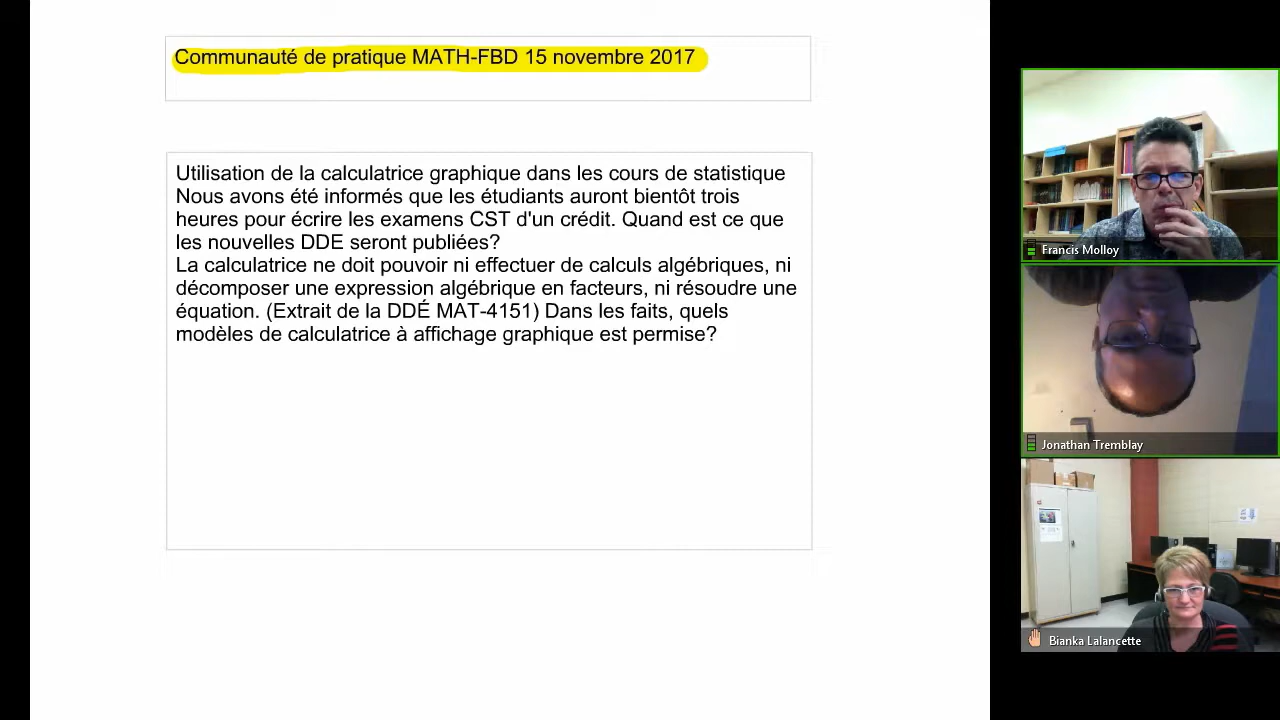 Communauté de pratique MATH-FBD 15 novembre 2017
Utilisation de la calculatrice graphique dans les cours de statistique
Nous avons été informés que les étudiants auront bientôt trois
heures pour écrire les examens CST d'un crédit. Quand est ce que
les nouvelles DDE seront publiées?
La calculatrice ne doit pouvoir ni effectuer de calculs algébriques, ni
décomposer une expression algébrique en facteurs, ni résoudre une
équation. (Extrait de la DDÉ MAT-4151) Dans les faits, quels
modèles de calculatrice à affichage graphique est permise?
Francis Molloy
Jonathan Tremblay
Bianka Lalancette